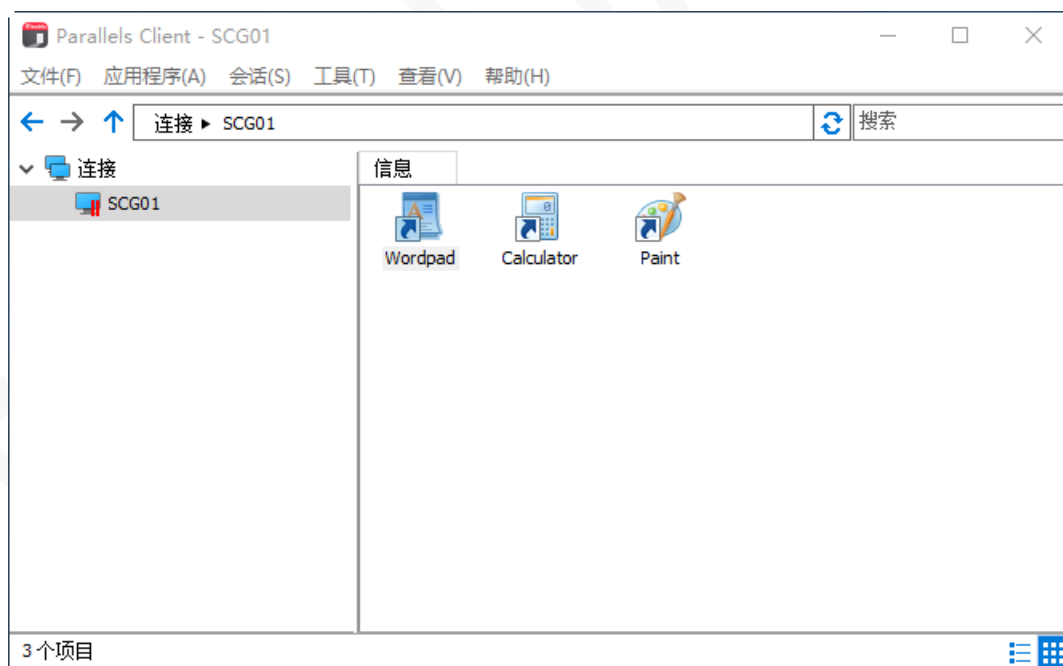 Parallels Client - SCG01
文件(F) 应用程序(A) 会话(S) 工具(T) 查看(V) 帮助(H)
连接 ▸ SCG01 搜索
连接
SCG01
信息
Wordpad Calculator Paint
3个项目